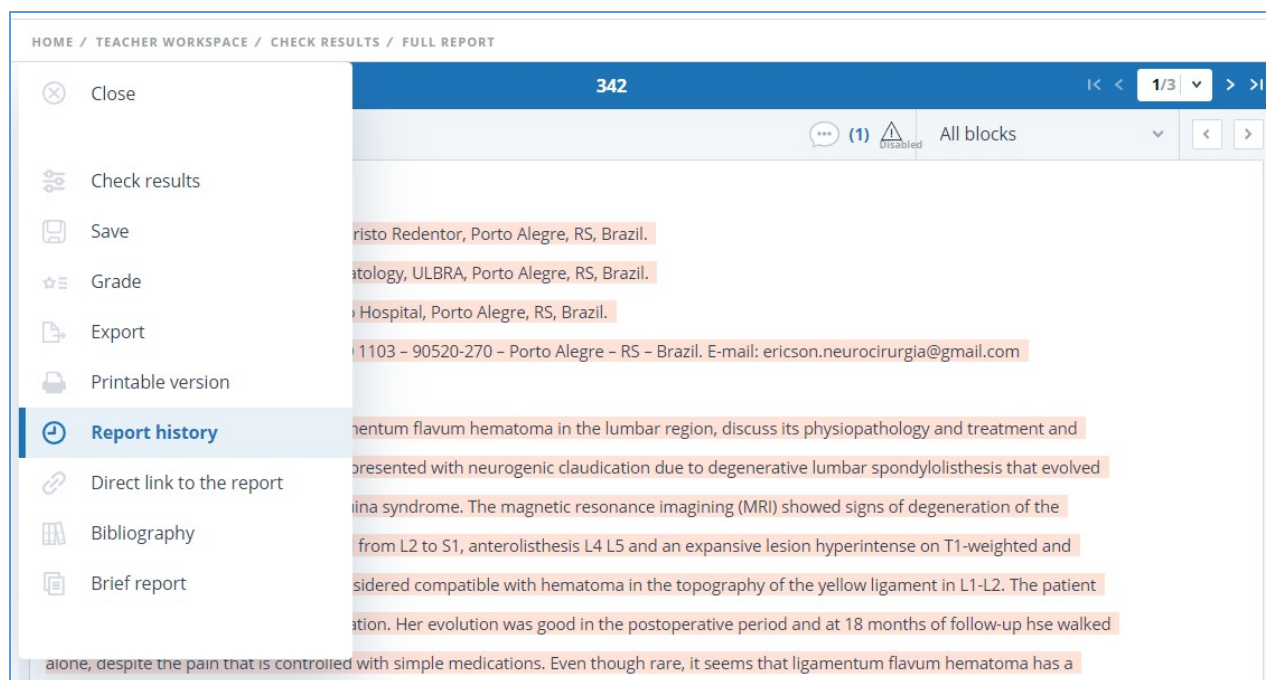 HOME / TEACHER WORKSPACE / CHECK RESULTS / FULL REPORT
Close
342
1/3
(1)
Disabled
All blocks
Check results
Save
Grade
Export
Printable version
Report history
Direct link to the report
Bibliography
Brief report
risto Redentor, Porto Alegre, RS, Brazil.
atology, ULBRA, Porto Alegre, RS, Brazil.
Hospital, Porto Alegre, RS, Brazil.
1103 – 90520-270 – Porto Alegre – RS – Brazil. E-mail: ericson.neurocirurgia@gmail.com
mentum flavum hematoma in the lumbar region, discuss its physiopathology and treatment and
presented with neurogenic claudication due to degenerative lumbar spondylolisthesis that evolved
uina syndrome. The magnetic resonance imagining (MRI) showed signs of degeneration of the
from L2 to S1, anterolisthesis L4 L5 and an expansive lesion hyperintense on T1-weighted and
sidered compatible with hematoma in the topography of the yellow ligament in L1-L2. The patient
ation. Her evolution was good in the postoperative period and at 18 months of follow-up hse walked
alone, despite the pain that is controlled with simple medications. Even though rare, it seems that ligamentum flavum hematoma has a